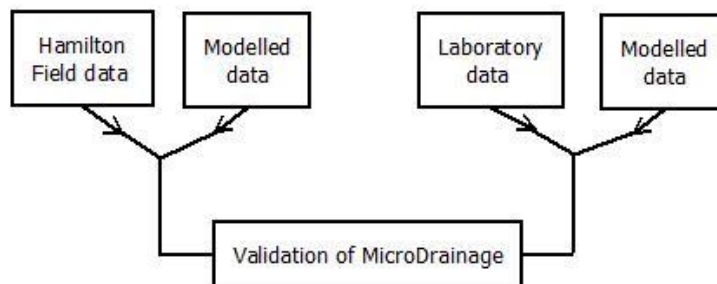 Hamilton
Field data
Modelled
data
Laboratory
data
Modelled
data
Validation of MicroDrainage